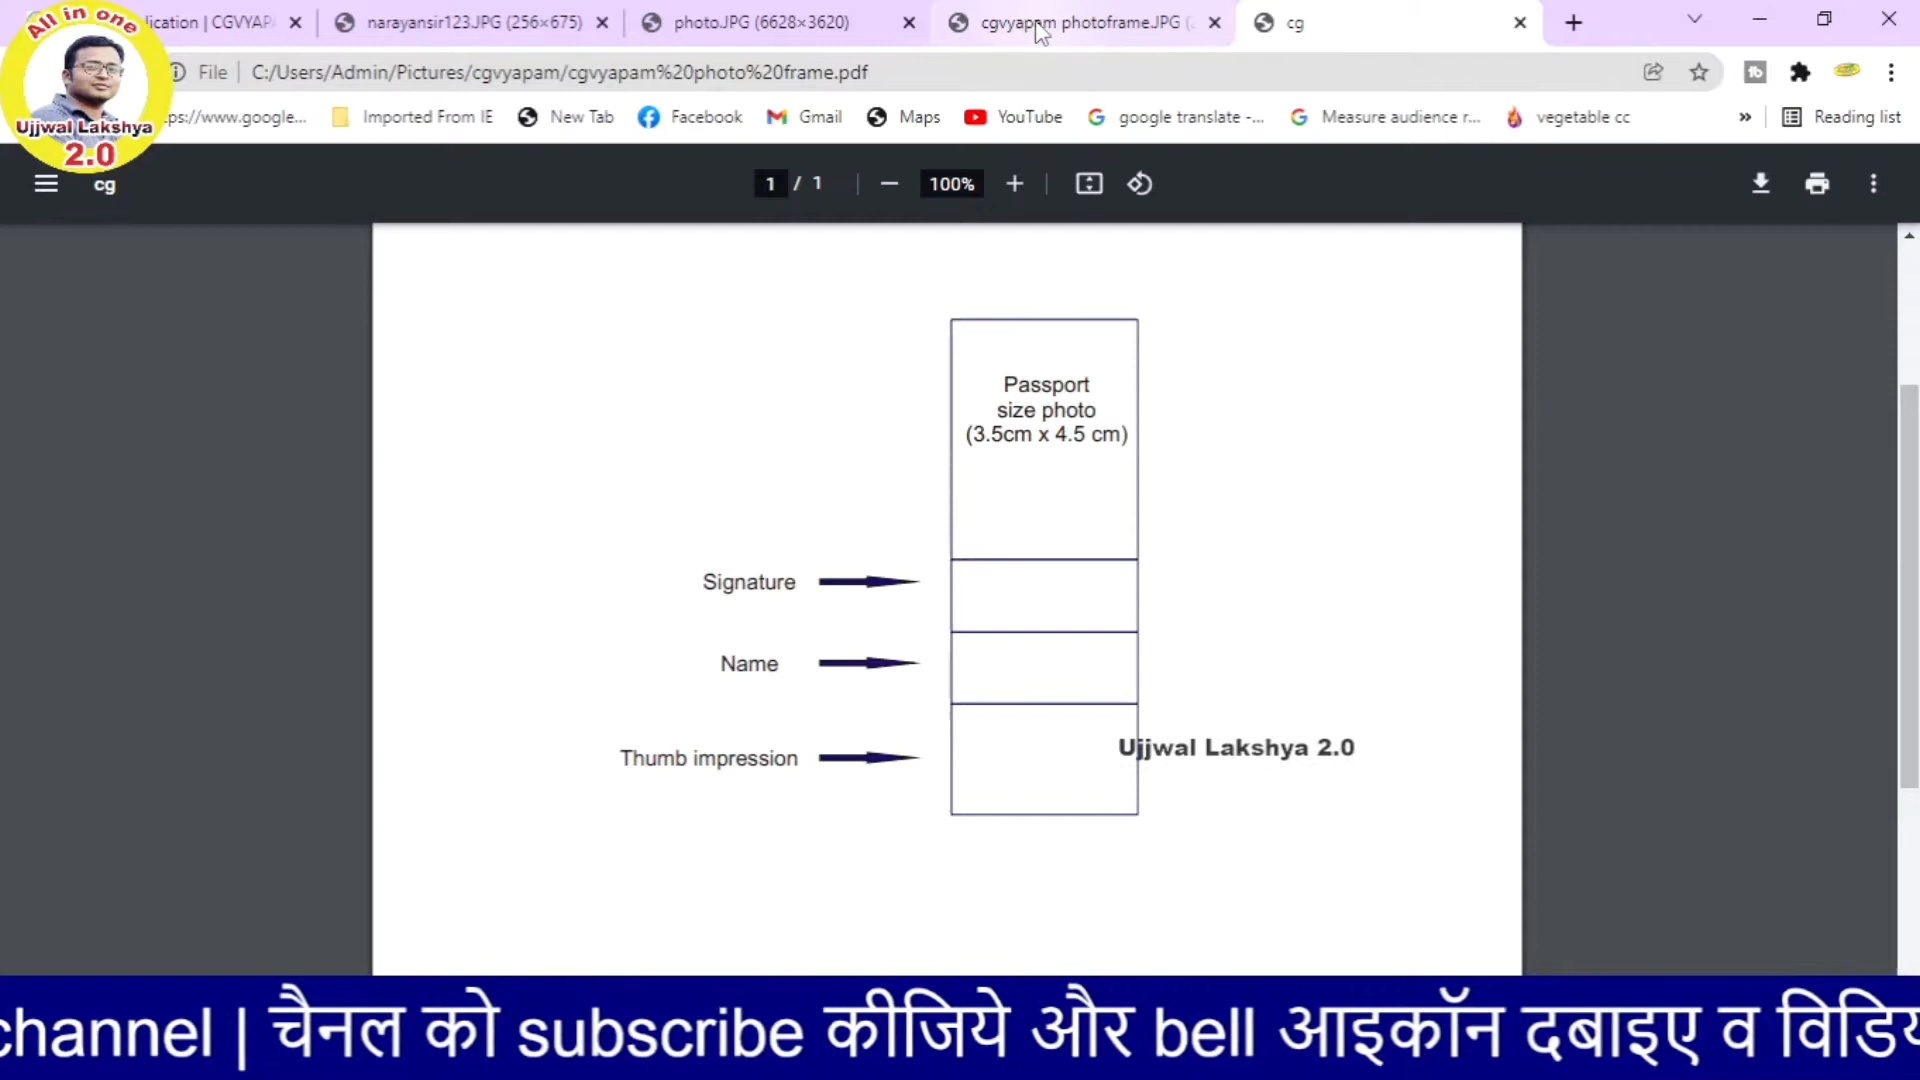 All in one
Ujjwal Lakshya
2.0
lication | CGVYAP
narayansir123.JPG (256×675)
photo.JPG (6628×3620)
cgvyapam photoframe.JPG (
cg
File
C:/Users/Admin/Pictures/cgvyapam/cgvyapam%20photo%20frame.pdf
ps://www.google...
Imported From IE
New Tab
Facebook
Gmail
Maps
YouTube
google translate -...
Measure audience r...
vegetable cc
»
Reading list
cg
1 / 1
100%
Passport
size photo
(3.5cm x 4.5 cm)
Signature
Name
Thumb impression
Ujjwal Lakshya 2.0
channel | चैनल को subscribe कीजिये और bell आइकॉन दबाइए व